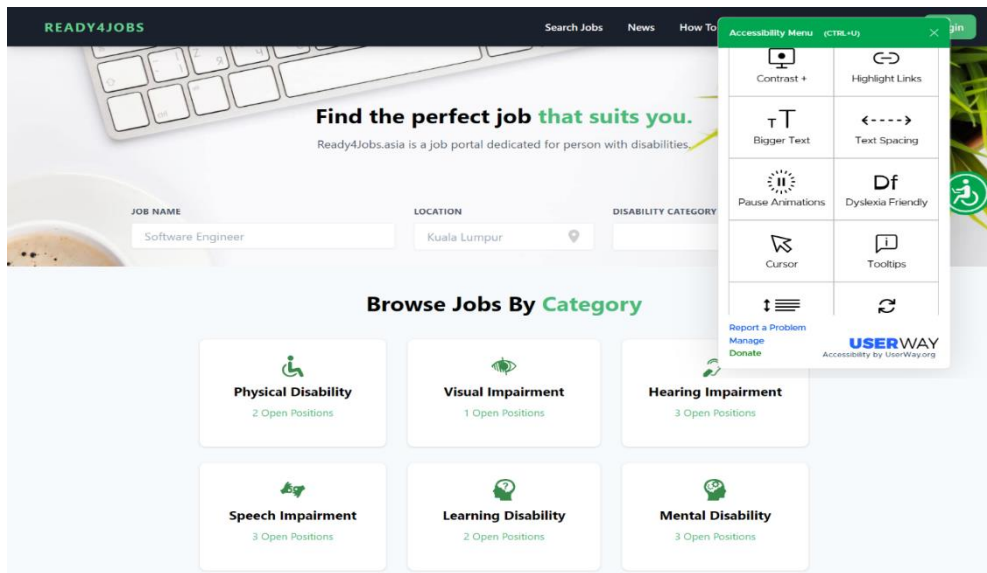 READY4JOBS
Search Jobs News How To
gin
Accessibility Menu (CTRL+U)
Contrast +
Highlight Links
Bigger Text
Text Spacing
Pause Animations
Df
Dyslexia Friendly
Cursor
Tooltips
Report a Problem
Manage
Donate
USERWAY
Accessibility by UserWay.org
Find the perfect job that suits you.
Ready4Jobs.asia is a job portal dedicated for person with disabilities.
JOB NAME
Software Engineer
LOCATION
Kuala Lumpur
DISABILITY CATEGORY
Browse Jobs By Category
Physical Disability
2 Open Positions
Visual Impairment
1 Open Positions
Hearing Impairment
3 Open Positions
Speech Impairment
3 Open Positions
Learning Disability
2 Open Positions
Mental Disability
3 Open Positions